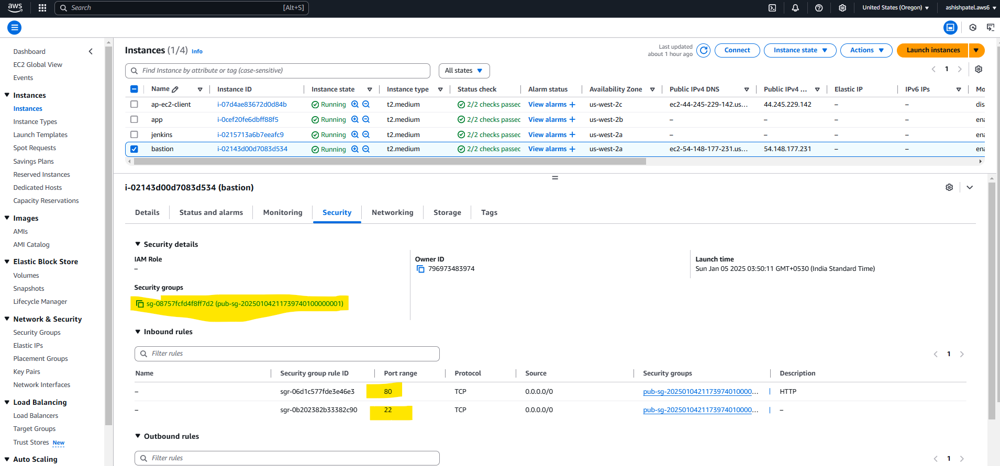 aws Search [Alt+S] United States (Oregon) ashishpatel.aws6
Dashboard
EC2 Global View
Events
Instances
Instances
Instance Types
Launch Templates
Spot Requests
Savings Plans
Reserved Instances
Dedicated Hosts
Capacity Reservations
Images
AMIs
AMI Catalog
Elastic Block Store
Volumes
Snapshots
Lifecycle Manager
Network & Security
Security Groups
Elastic IPs
Placement Groups
Key Pairs
Network Interfaces
Load Balancing
Load Balancers
Target Groups
Trust Stores New
Auto Scaling
Instances (1/4) Info
Last updated
about 1 hour ago
Connect Instance state Actions Launch instances
Find Instance by attribute or tag (case-sensitive) All states 1
Name Instance ID Instance state Instance type Status check Alarm status Availability Zone Public IPv4 DNS Public IPv4 ... Elastic IP IPv6 IPs Mo
ap-ec2-client i-07d4ae83672d0d84b Running t2.medium 2/2 checks passec View alarms + us-west-2c ec2-44-245-229-142.us... 44.245.229.142 – – dis
app i-0cef20fe6dbff88f5 Running t2.medium 2/2 checks passec View alarms + us-west-2b – – – – ena
jenkins i-0215713a6b7eeafc9 Running t2.medium 2/2 checks passec View alarms + us-west-2a – – – – ena
bastion i-02143d00d7083d534 Running t2.medium 2/2 checks passec View alarms + us-west-2a ec2-54-148-177-231.us... 54.148.177.231 – – ena
i-02143d00d7083d534 (bastion)
Details Status and alarms Monitoring Security Networking Storage Tags
Security details
IAM Role
–
Owner ID
796973483974
Launch time
Sun Jan 05 2025 03:50:11 GMT+0530 (India Standard Time)
Security groups
sg-08757fcfd4f8ff7d2 (pub-sg-20250104211739740100000001)
Inbound rules
Filter rules 1
Name Security group rule ID Port range Protocol Source Security groups Description
– sgr-06d1c577fde3e46e3 80 TCP 0.0.0.0/0 pub-sg-2025010421173974010000... HTTP
– sgr-0b202382b33382c90 22 TCP 0.0.0.0/0 pub-sg-2025010421173974010000... –
Outbound rules
Filter rules 1